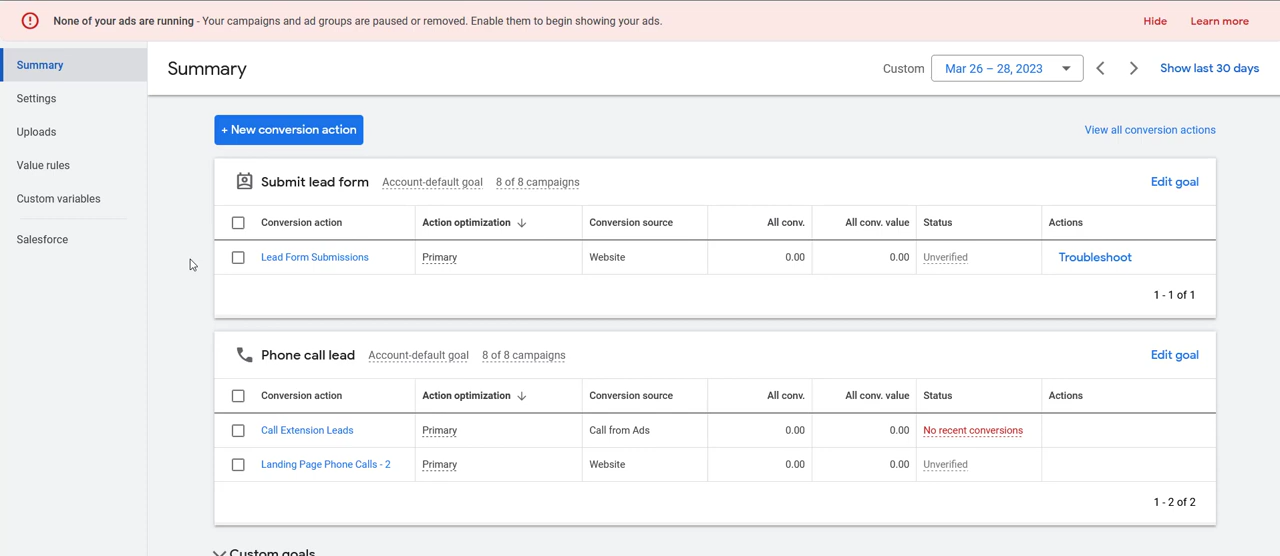 None of your ads are running - Your campaigns and ad groups are paused or removed. Enable them to begin showing your ads. Hide Learn more
Summary
Settings
Uploads
Value rules
Custom variables
Salesforce
Summary Custom Mar 26 – 28, 2023 Show last 30 days
+ New conversion action View all conversion actions
Submit lead form Account-default goal 8 of 8 campaigns Edit goal
Conversion action Action optimization Conversion source All conv. All conv. value Status Actions
Lead Form Submissions Primary Website 0.00 0.00 Unverified Troubleshoot
1 - 1 of 1
Phone call lead Account-default goal 8 of 8 campaigns Edit goal
Conversion action Action optimization Conversion source All conv. All conv. value Status Actions
Call Extension Leads Primary Call from Ads 0.00 0.00 No recent conversions
Landing Page Phone Calls - 2 Primary Website 0.00 0.00 Unverified
1 - 2 of 2
Custom goals